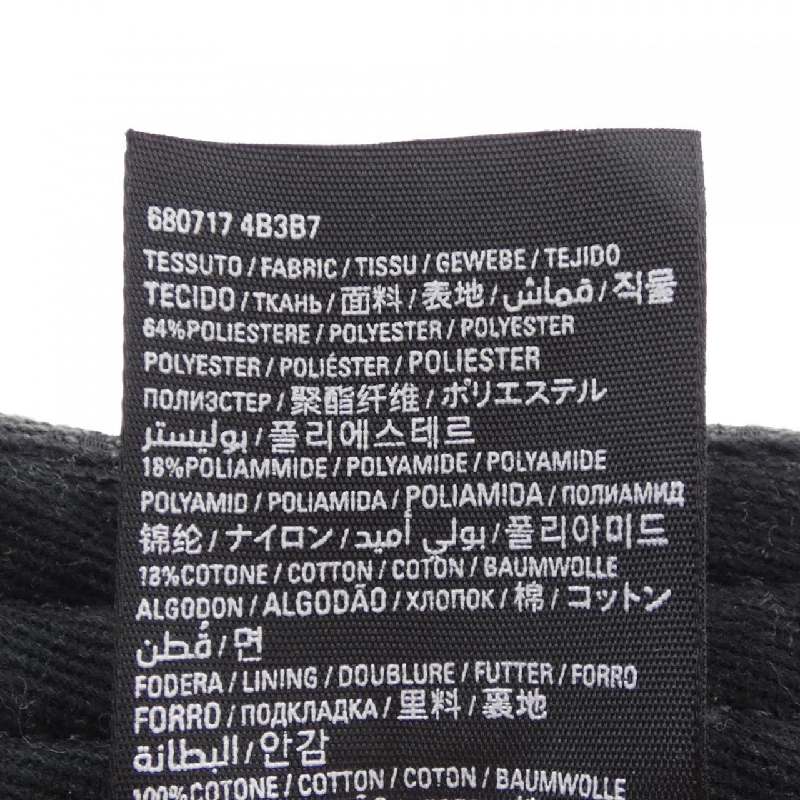 680717 4B3B7
TESSUTO / FABRIC / TISSU / GEWEBE / TEJIDO
TECIDO / ТКАНЬ / 面料 / 表地 / قماش / 직물
64%POLIESTERE / POLYESTER / POLYESTER
POLYESTER / POLIÉSTER / POLIESTER
ПОЛИЭСТЕР / 聚酯纤维 / ポリエステル
بوليستر / 폴리에스테르
18%POLIAMMIDE / POLYAMIDE / POLYAMIDE
POLYAMID / POLIAMIDA / POLIAMIDA / ПОЛИАМИД
锦纶 / ナイロン / بولي أميد / 폴리아미드
18%COTONE / COTTON / COTON / BAUMWOLLE
ALGODON / ALGODÃO / ХЛОПОК / 棉 / コットン
قُطن / 면
FODERA / LINING / DOUBLURE / FUTTER / FORRO
FORRO / ПОДКЛАДКА / 里料 / 裏地
البطانة / 안감
100%COTONE / COTTON / COTON / BAUMWOLLE